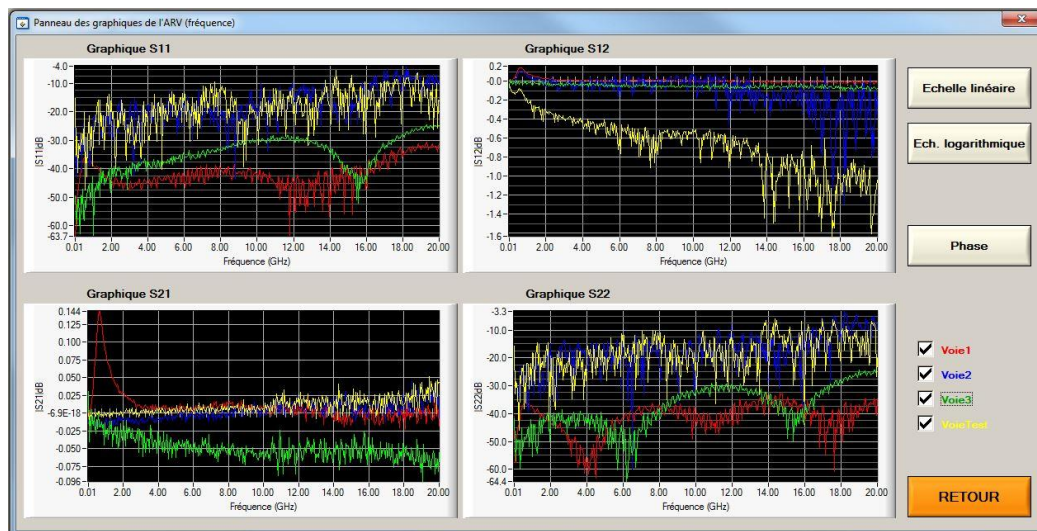 Panneau des graphiques de l'ARV (fréquence)
x
Graphique S11
-4.0
-10.0
-20.0
-30.0
-40.0
-50.0
-60.0
-63.7
|S11|dB
0.01 2.00 4.00 6.00 8.00 10.00 12.00 14.00 16.00 18.00 20.00
Fréquence (GHz)
Graphique S12
0.2
-0.0
-0.2
-0.4
-0.6
-0.8
-1.0
-1.2
-1.4
-1.6
|S12|dB
0.01 2.00 4.00 6.00 8.00 10.00 12.00 14.00 16.00 18.00 20.00
Fréquence (GHz)
Echelle linéaire
Ech. logarithmique
Phase
Graphique S21
0.144
0.125
0.100
0.075
0.050
0.025
-6.9E-18
-0.025
-0.050
-0.075
-0.096
|S21|dB
0.01 2.00 4.00 6.00 8.00 10.00 12.00 14.00 16.00 18.00 20.00
Fréquence (GHz)
Graphique S22
-3.3
-10.0
-20.0
-30.0
-40.0
-50.0
-60.0
-64.4
|S22|dB
0.01 2.00 4.00 6.00 8.00 10.00 12.00 14.00 16.00 18.00 20.00
Fréquence (GHz)
Voie1
Voie2
Voie3
VoieTest
RETOUR